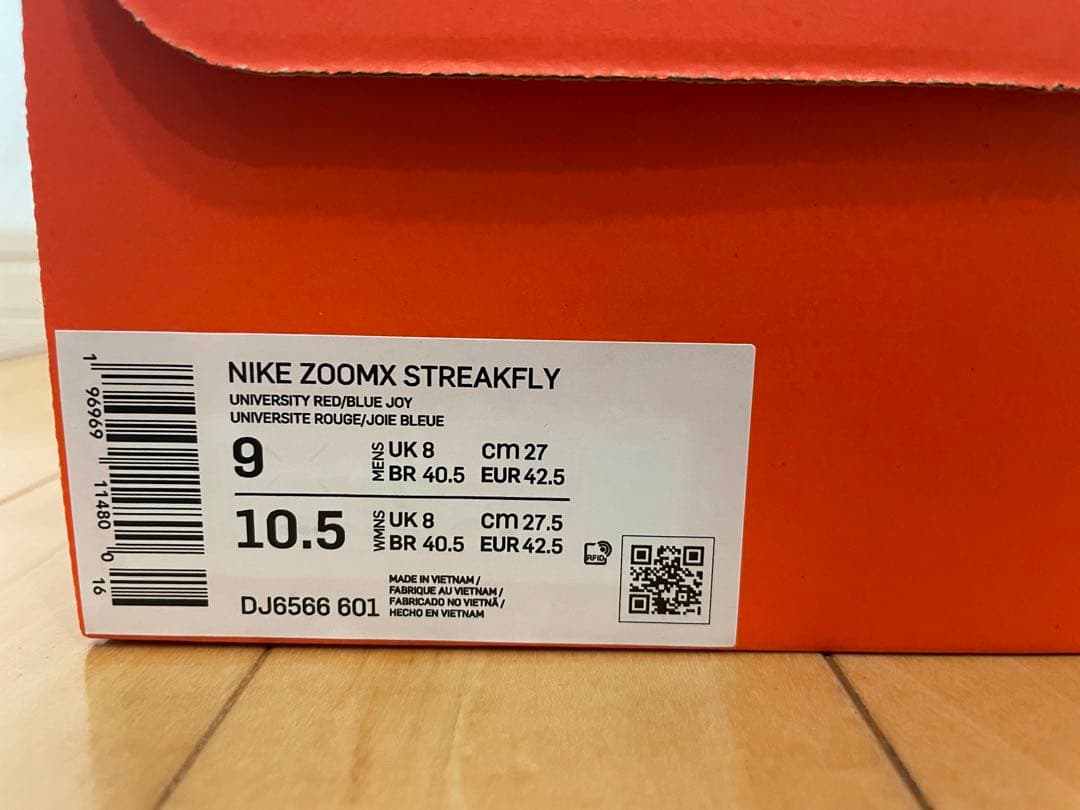 1 96969 11480 0 16
NIKE ZOOMX STREAKFLY
UNIVERSITY RED/BLUE JOY
UNIVERSITE ROUGE/JOIE BLEUE
9 MENS UK 8 cm 27
BR 40.5 EUR 42.5
10.5 WMNS UK 8 cm 27.5
BR 40.5 EUR 42.5
RFID
DJ6566 601
MADE IN VIETNAM /
FABRIQUE AU VIETNAM /
FABRICADO NO VIETNÃ /
HECHO EN VIETNAM